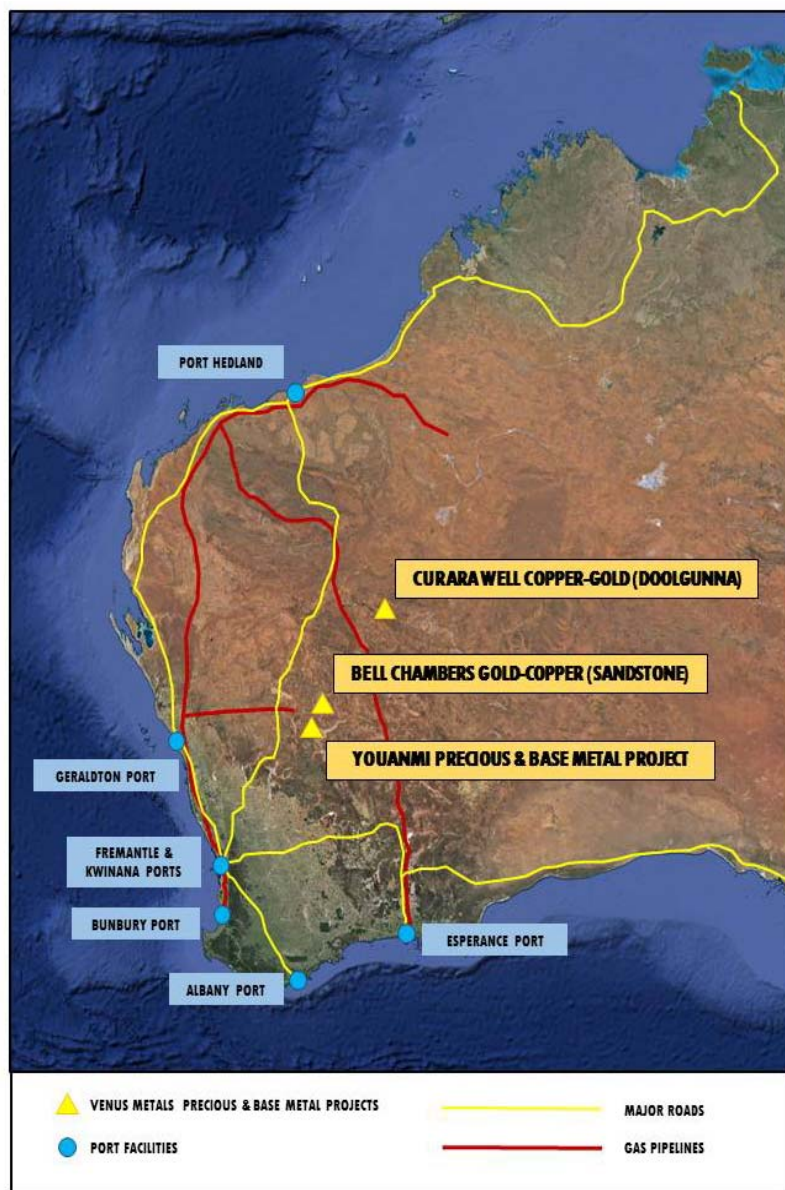 PORT HEDLAND
CURARA WELL COPPER-GOLD (DOOLGUNNA)
BELL CHAMBERS GOLD-COPPER (SANDSTONE)
YOUANMI PRECIOUS & BASE METAL PROJECT
GERALDTON PORT
FREMANTLE &
KWINANA PORTS
BUNBURY PORT
ESPERANCE PORT
ALBANY PORT
VENUS METALS PRECIOUS & BASE METAL PROJECTS
MAJOR ROADS
PORT FACILITIES
GAS PIPELINES